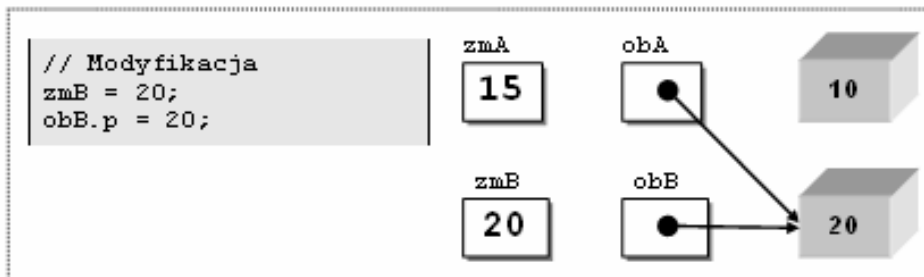 // Modyfikacja
zmB = 20;
obB.p = 20;
zmA
obA
15
10
zmB
obB
20
20